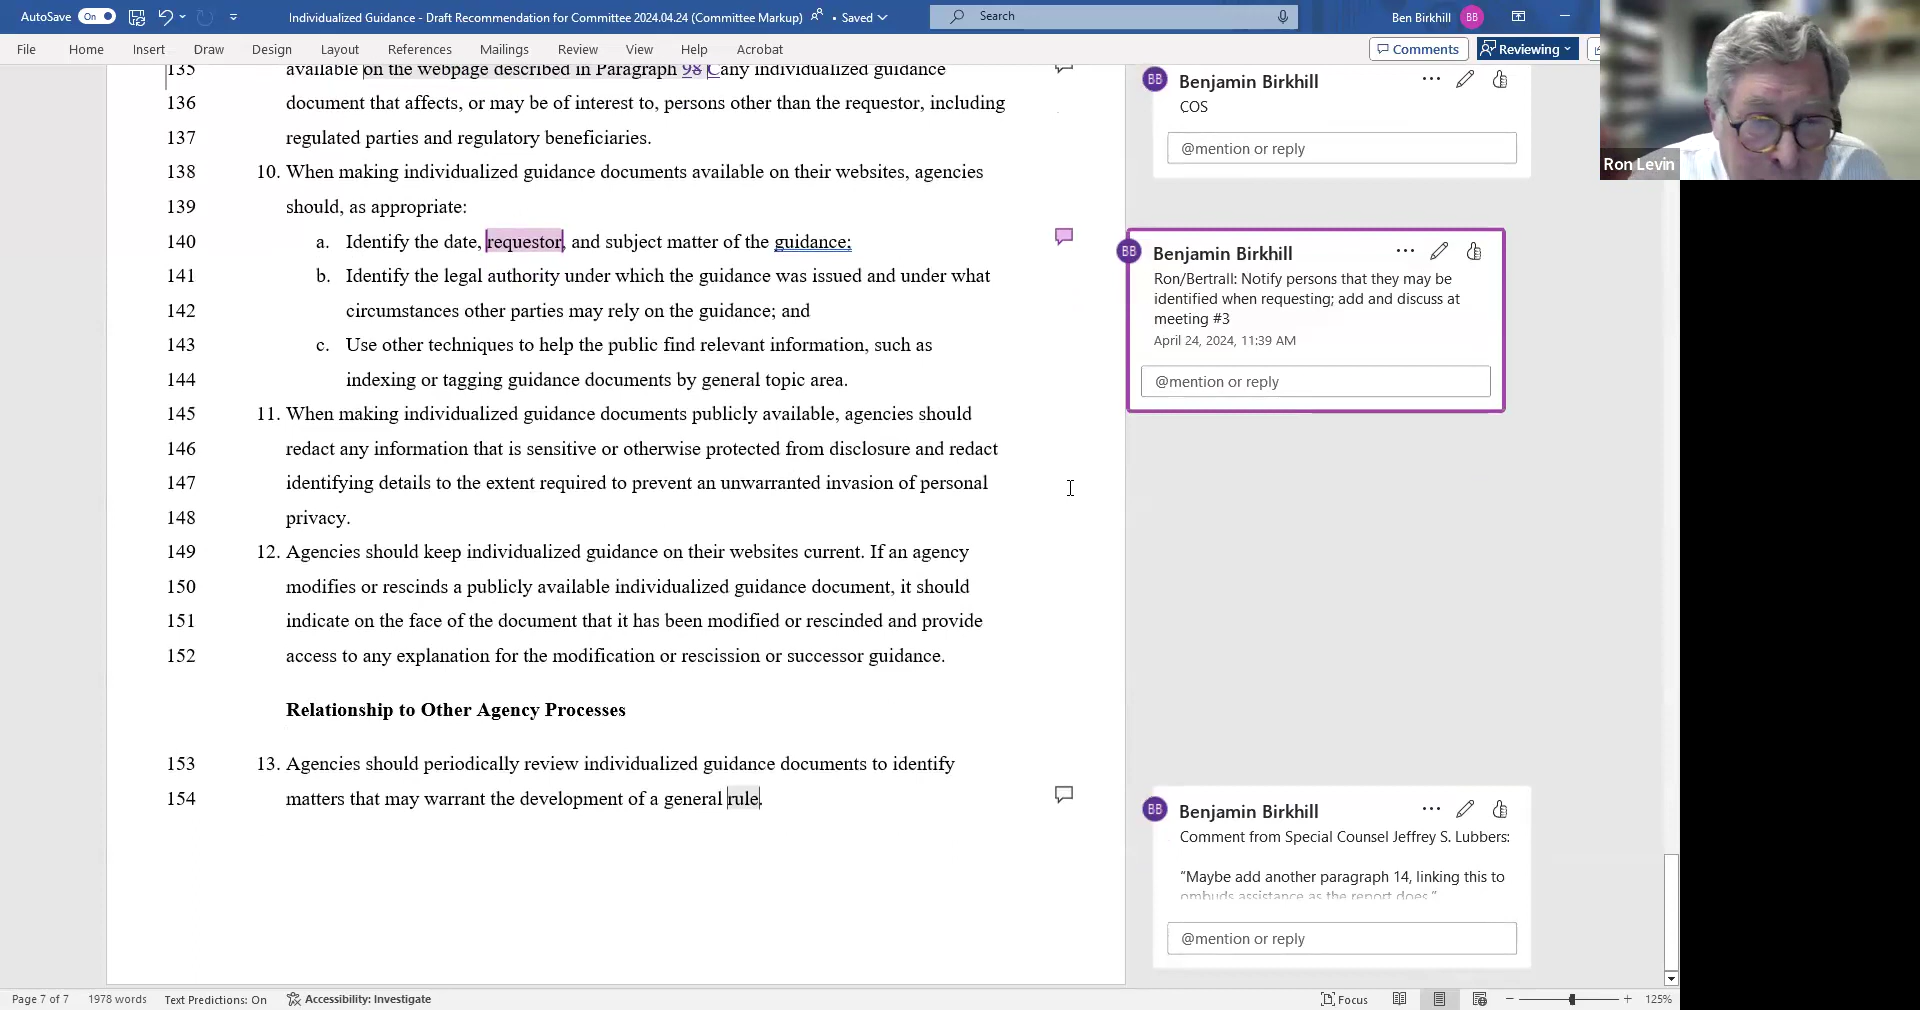 AutoSave On Individualized Guidance - Draft Recommendation for Committee 2024.04.24 (Committee Markup) • Saved Search Ben Birkhill BB
File Home Insert Draw Design Layout References Mailings Review View Help Acrobat Comments Reviewing
135 available on the webpage described in Paragraph 98 Cany individualized guidance
136 document that affects, or may be of interest to, persons other than the requestor, including
137 regulated parties and regulatory beneficiaries.
138 10. When making individualized guidance documents available on their websites, agencies
139 should, as appropriate:
140 a. Identify the date, requestor, and subject matter of the guidance;
141 b. Identify the legal authority under which the guidance was issued and under what
142 circumstances other parties may rely on the guidance; and
143 c. Use other techniques to help the public find relevant information, such as
144 indexing or tagging guidance documents by general topic area.
145 11. When making individualized guidance documents publicly available, agencies should
146 redact any information that is sensitive or otherwise protected from disclosure and redact
147 identifying details to the extent required to prevent an unwarranted invasion of personal
148 privacy.
149 12. Agencies should keep individualized guidance on their websites current. If an agency
150 modifies or rescinds a publicly available individualized guidance document, it should
151 indicate on the face of the document that it has been modified or rescinded and provide
152 access to any explanation for the modification or rescission or successor guidance.
Relationship to Other Agency Processes
153 13. Agencies should periodically review individualized guidance documents to identify
154 matters that may warrant the development of a general rule.
BB Benjamin Birkhill
COS
@mention or reply
BB Benjamin Birkhill
Ron/Bertrall: Notify persons that they may be
identified when requesting; add and discuss at
meeting #3
April 24, 2024, 11:39 AM
@mention or reply
BB Benjamin Birkhill
Comment from Special Counsel Jeffrey S. Lubbers:
“Maybe add another paragraph 14, linking this to
ombuds assistance as the report does.”
@mention or reply
Ron Levin
Page 7 of 7 1978 words Text Predictions: On Accessibility: Investigate Focus 125%